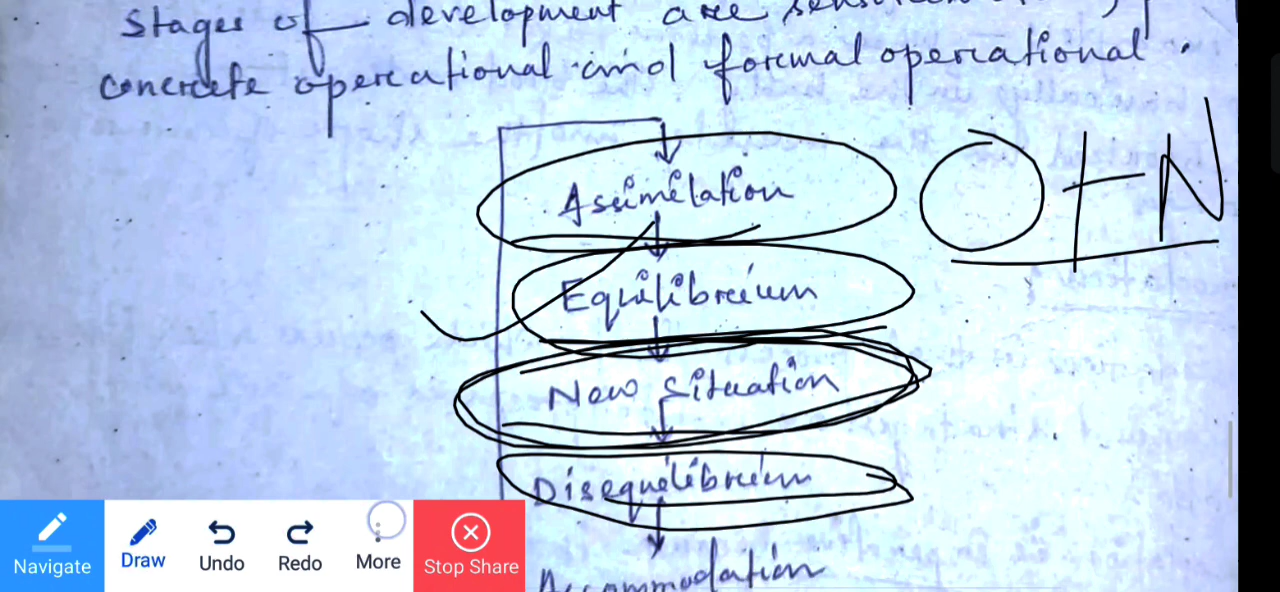 Stages of development are
concrete operational and formal operational.
Assimilation
Equilibrium
New Situation
Disequilibrium
Accommodation
Navigate
Draw
Undo
Redo
More
Stop Share